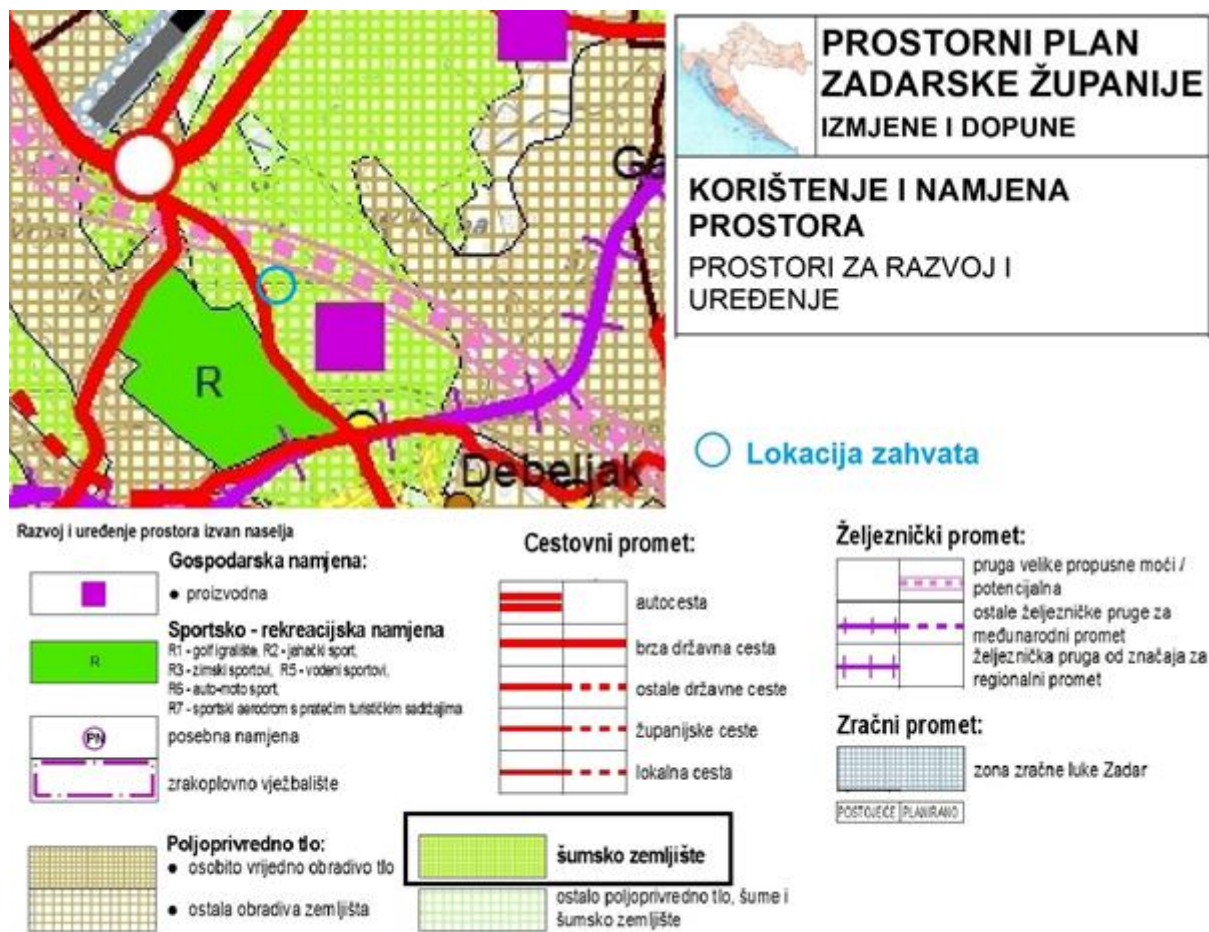 PROSTORNI PLAN
ZADARSKE ŽUPANIJE
IZMJENE I DOPUNE
KORIŠTENJE I NAMJENA
PROSTORA
PROSTORI ZA RAZVOJ I
UREĐENJE
Ga
R
Debeljak
Lokacija zahvata
Razvoj i uređenje prostora izvan naselja
Gospodarska namjena:
• proizvodna
Sportsko - rekreacijska namjena
R
R1 - golf igralište, R2 - jahački sport,
R3 - zimski sportovi, R5 - vodeni sportovi,
R6 - auto-moto sport,
R7 - sportski aerodrom s pratećim turističkim sadržajima
PN
posebna namjena
zrakoplovno vježbalište
Poljoprivredno tlo:
• osobito vrijedno obradivo tlo
• ostala obradiva zemljišta
Cestovni promet:
autocesta
brza državna cesta
ostale državne ceste
županijske ceste
lokalna cesta
šumsko zemljište
ostalo poljoprivredno tlo, šume i
šumsko zemljište
Željeznički promet:
pruga velike propusne moći /
potencijalna
ostale željezničke pruge za
međunarodni promet
željeznička pruga od značaja za
regionalni promet
Zračni promet:
zona zračne luke Zadar
POSTOJEĆE PLANIRANO